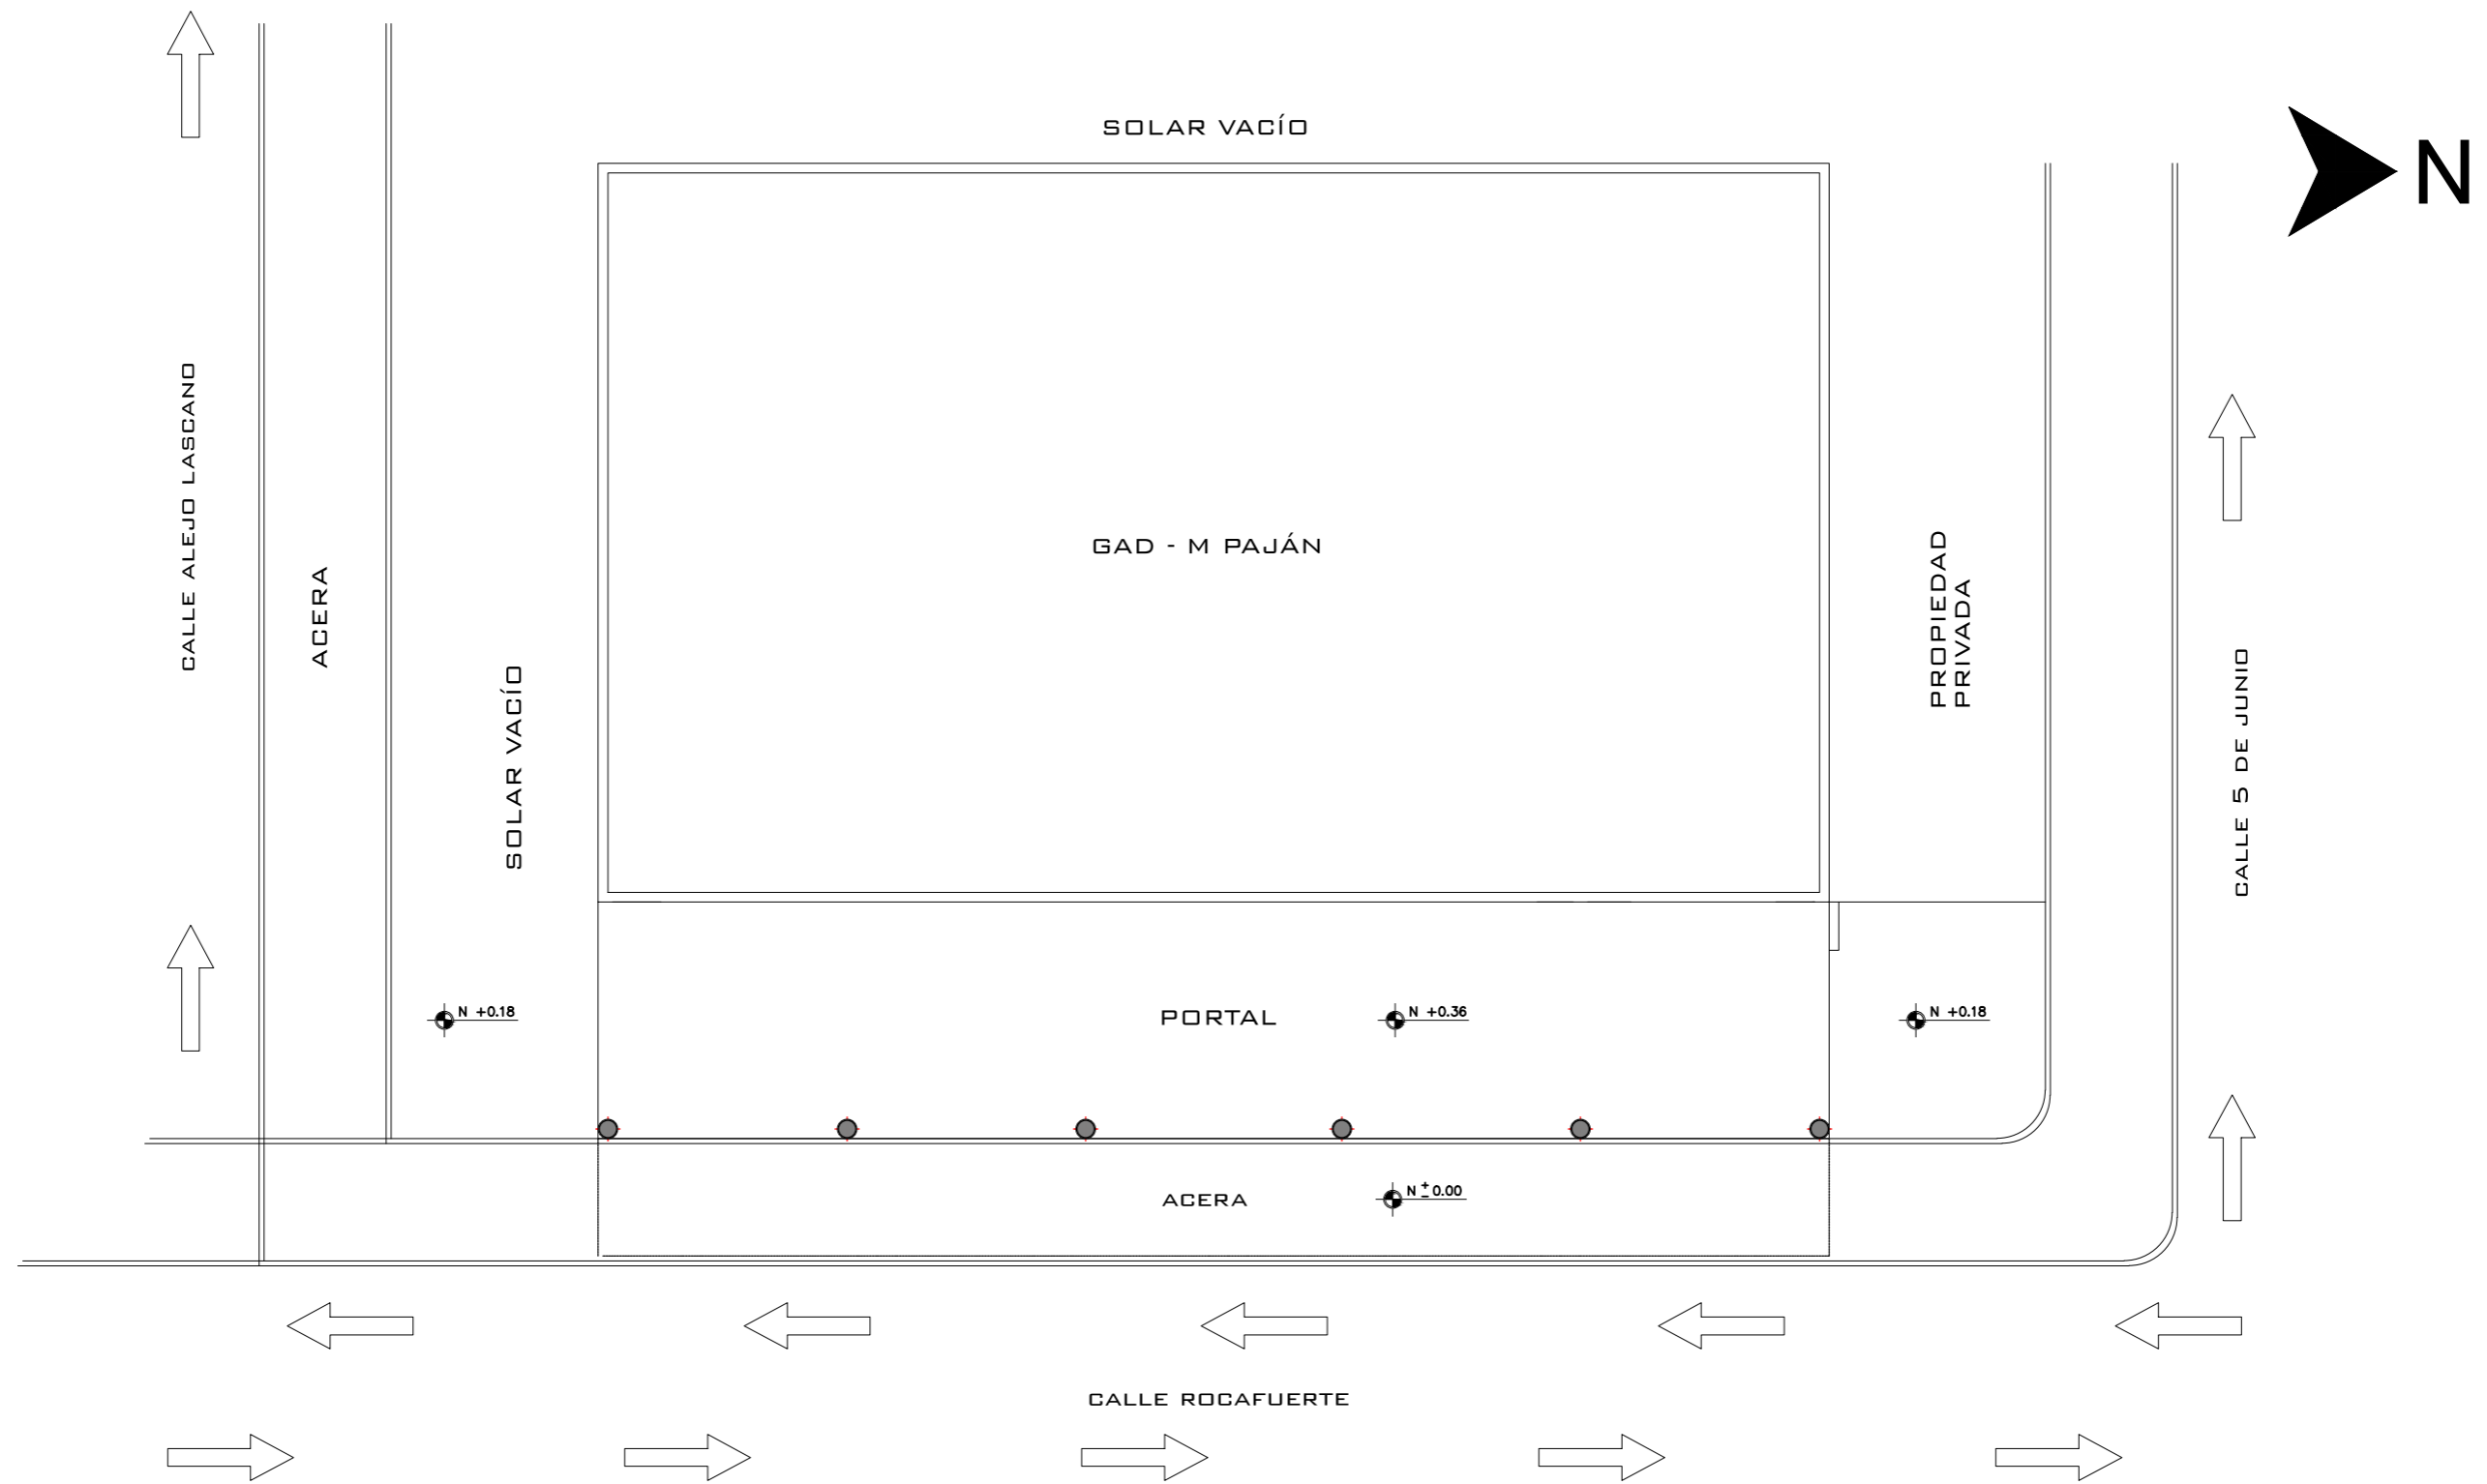 SOLAR VACÍO
N
CALLE ALEJO LASCANO
ACERA
SOLAR VACÍO
GAD - M PAJÁN
PROPIEDAD
PRIVADA
CALLE 5 DE JUNIO
N +0.18
PORTAL
N +0.36
N +0.18
ACERA
N ±0.00
CALLE ROCAFUERTE